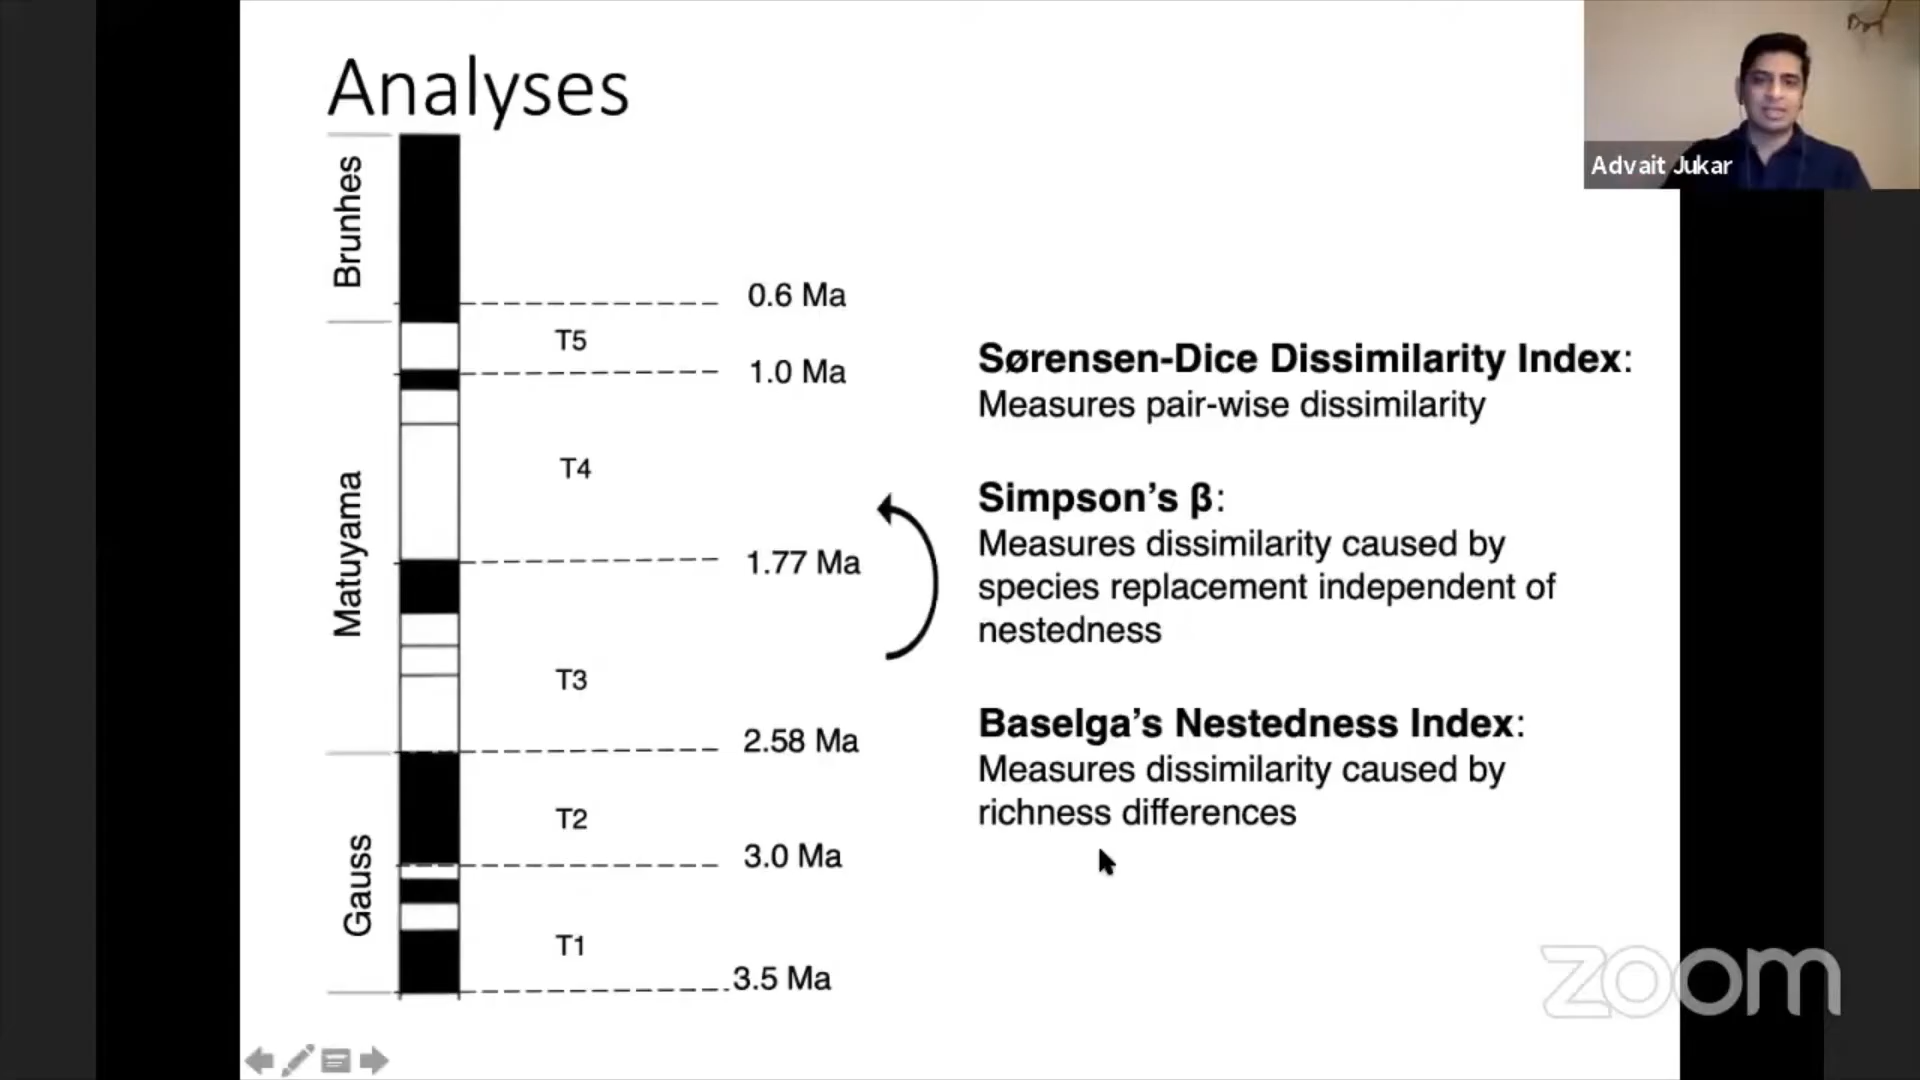 Analyses
Advait Jukar
Brunhes
0.6 Ma
T5
1.0 Ma
Matuyama
T4
1.77 Ma
T3
2.58 Ma
Gauss
T2
3.0 Ma
T1
3.5 Ma
Sørensen-Dice Dissimilarity Index:
Measures pair-wise dissimilarity
Simpson’s β:
Measures dissimilarity caused by
species replacement independent of
nestedness
Baselga’s Nestedness Index:
Measures dissimilarity caused by
richness differences
zoom